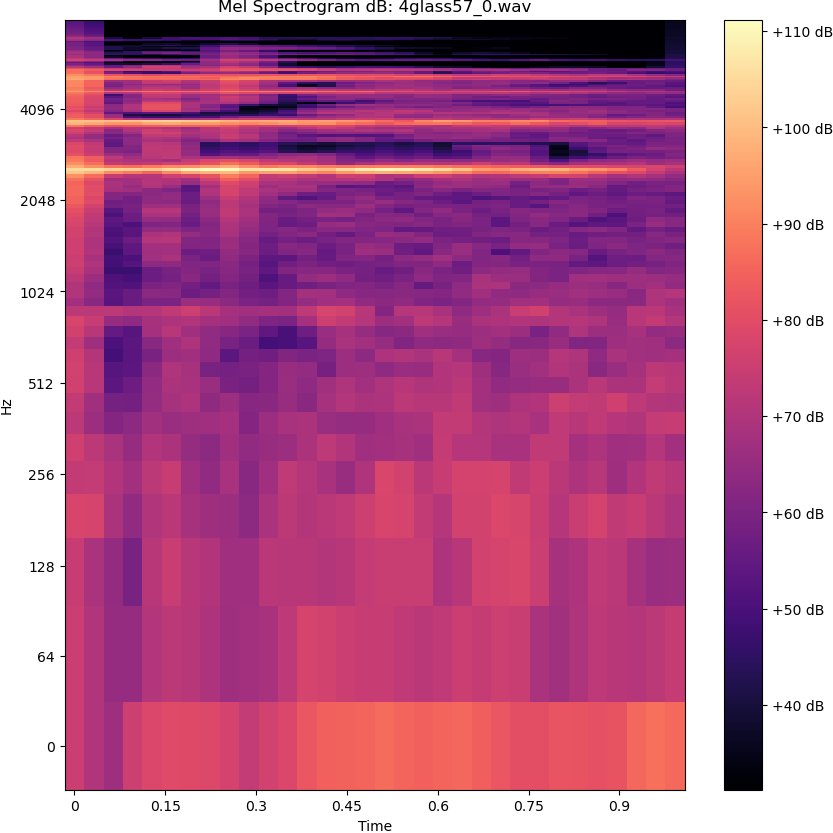 Mel Spectrogram dB: 4glass57_0.wav
+110 dB
+100 dB
+90 dB
+80 dB
+70 dB
+60 dB
+50 dB
+40 dB
4096
2048
1024
512
256
128
64
0
Hz
0 0.15 0.3 0.45 0.6 0.75 0.9
Time